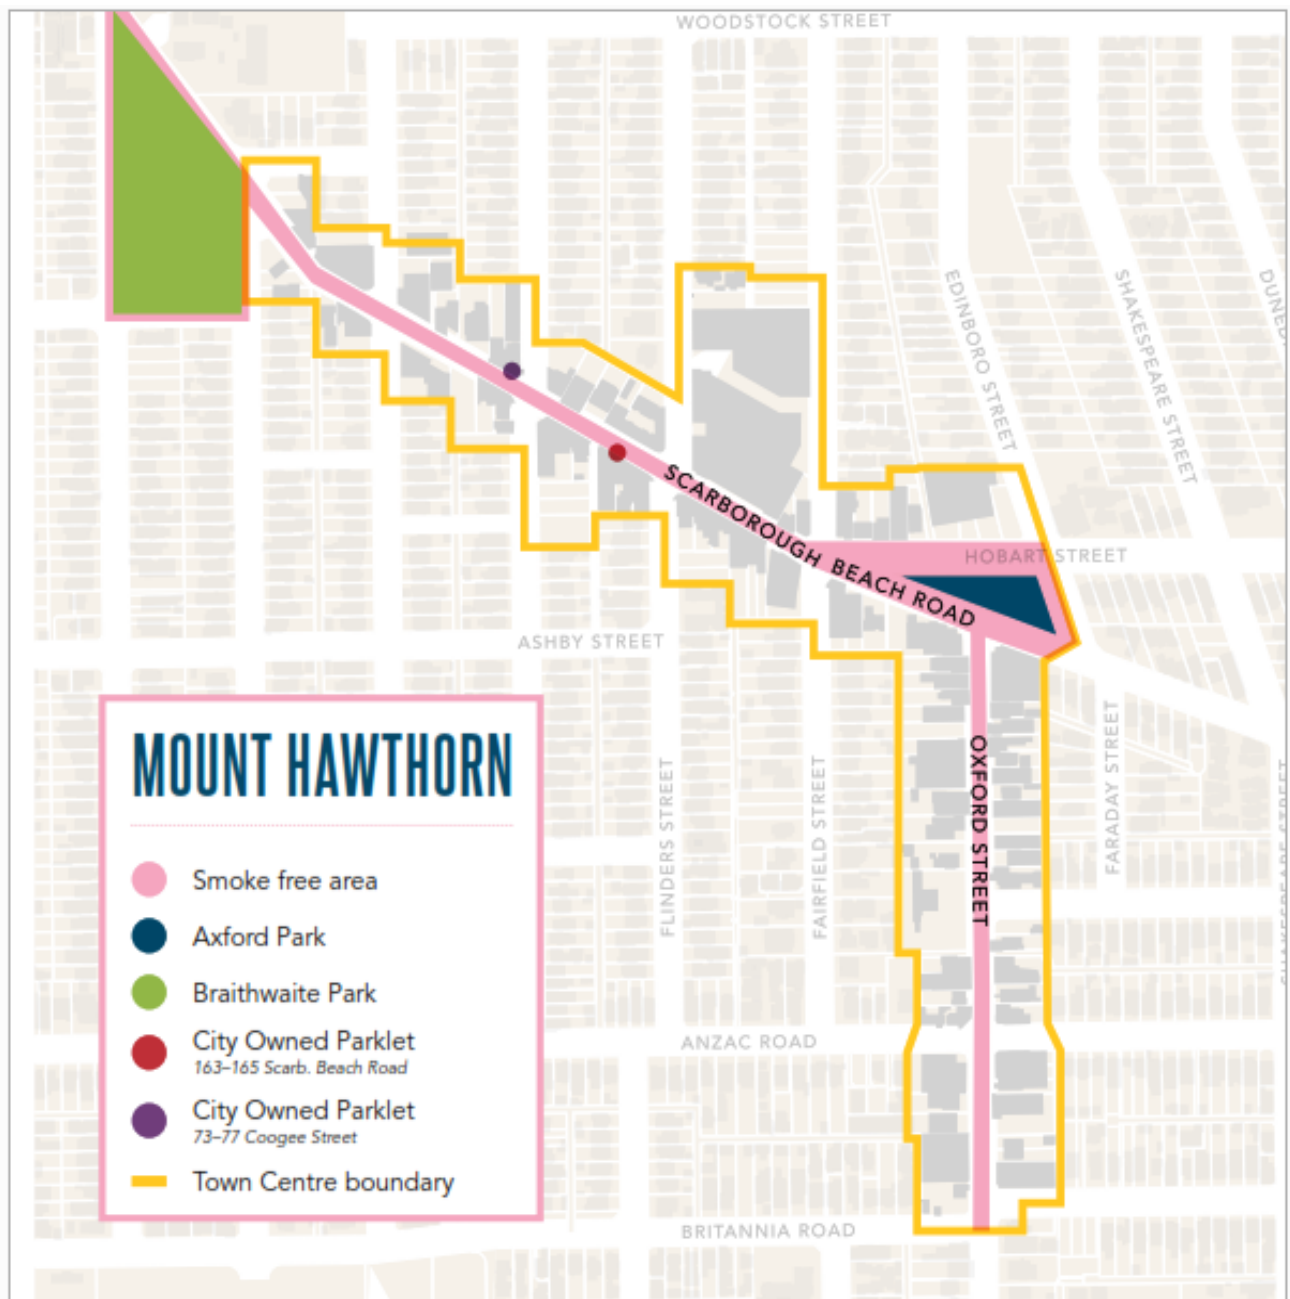 WOODSTOCK STREET
EDINBORO STREET
SHAKESPEARE STREET
SCARBOROUGH BEACH ROAD
HOBART STREET
ASHBY STREET
OXFORD STREET
FLINDERS STREET
FAIRFIELD STREET
FARADAY STREET
ANZAC ROAD
BRITANNIA ROAD
MOUNT HAWTHORN
Smoke free area
Axford Park
Braithwaite Park
City Owned Parklet
163–165 Scarb. Beach Road
City Owned Parklet
73–77 Coogee Street
Town Centre boundary